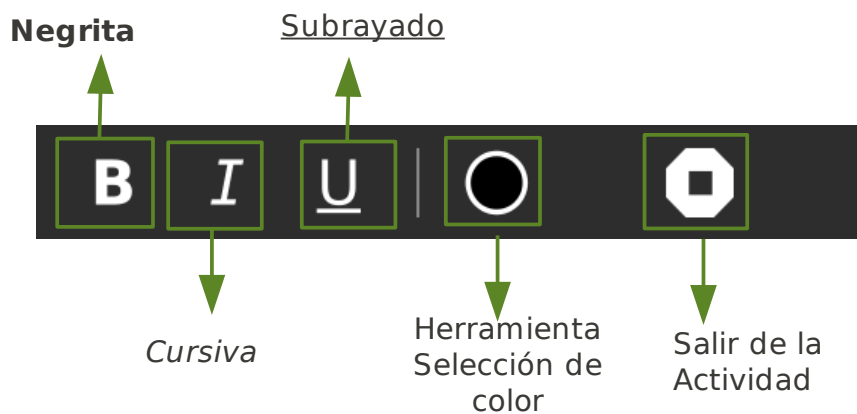 Negrita
Subrayado
B I U
Cursiva
Herramienta
Selección de
color
Salir de la
Actividad